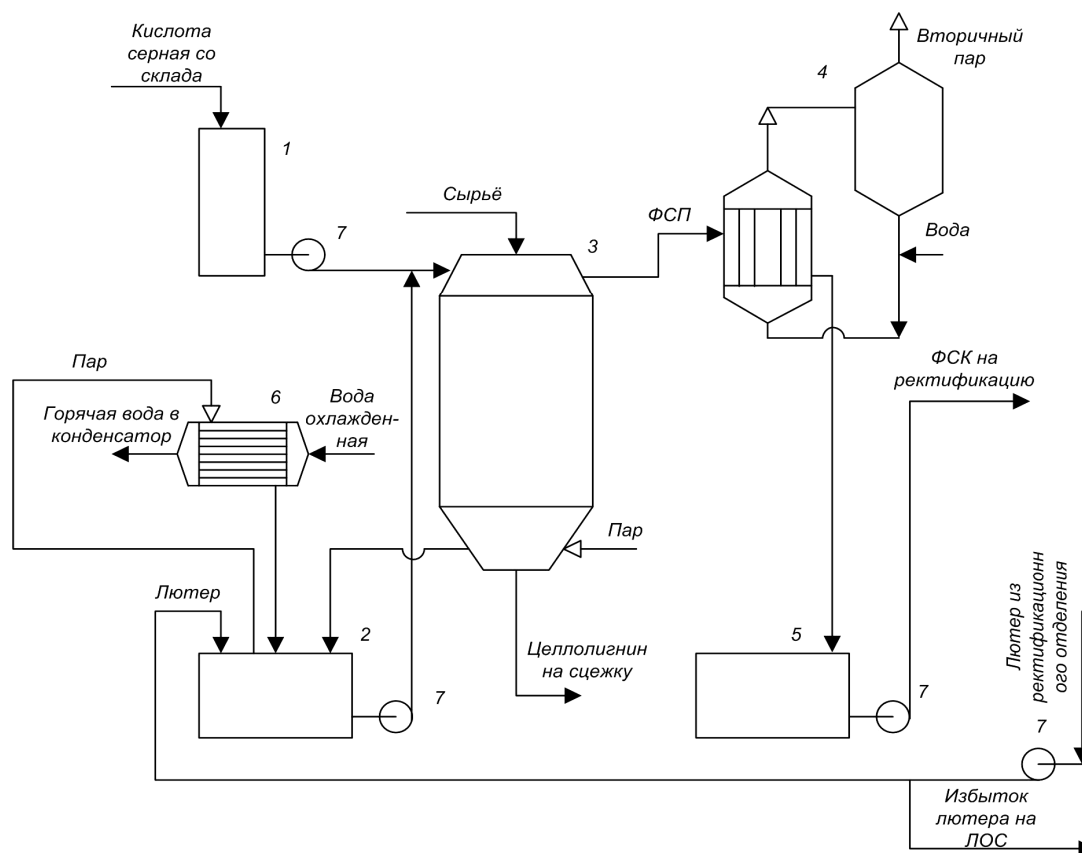 Кислота
серная со
склада
1
7
Сырьё
3
ФСП
4
Вторичный
пар
Вода
Пар
6
Горячая вода в
конденсатор
Вода
охлажден-
ная
ФСК на
ректификацию
Пар
Лютер
2
7
Целлолигнин
на сцежку
5
7
Лютер из
ректификационн
ого отделения
7
Избыток
лютера на
ЛОС